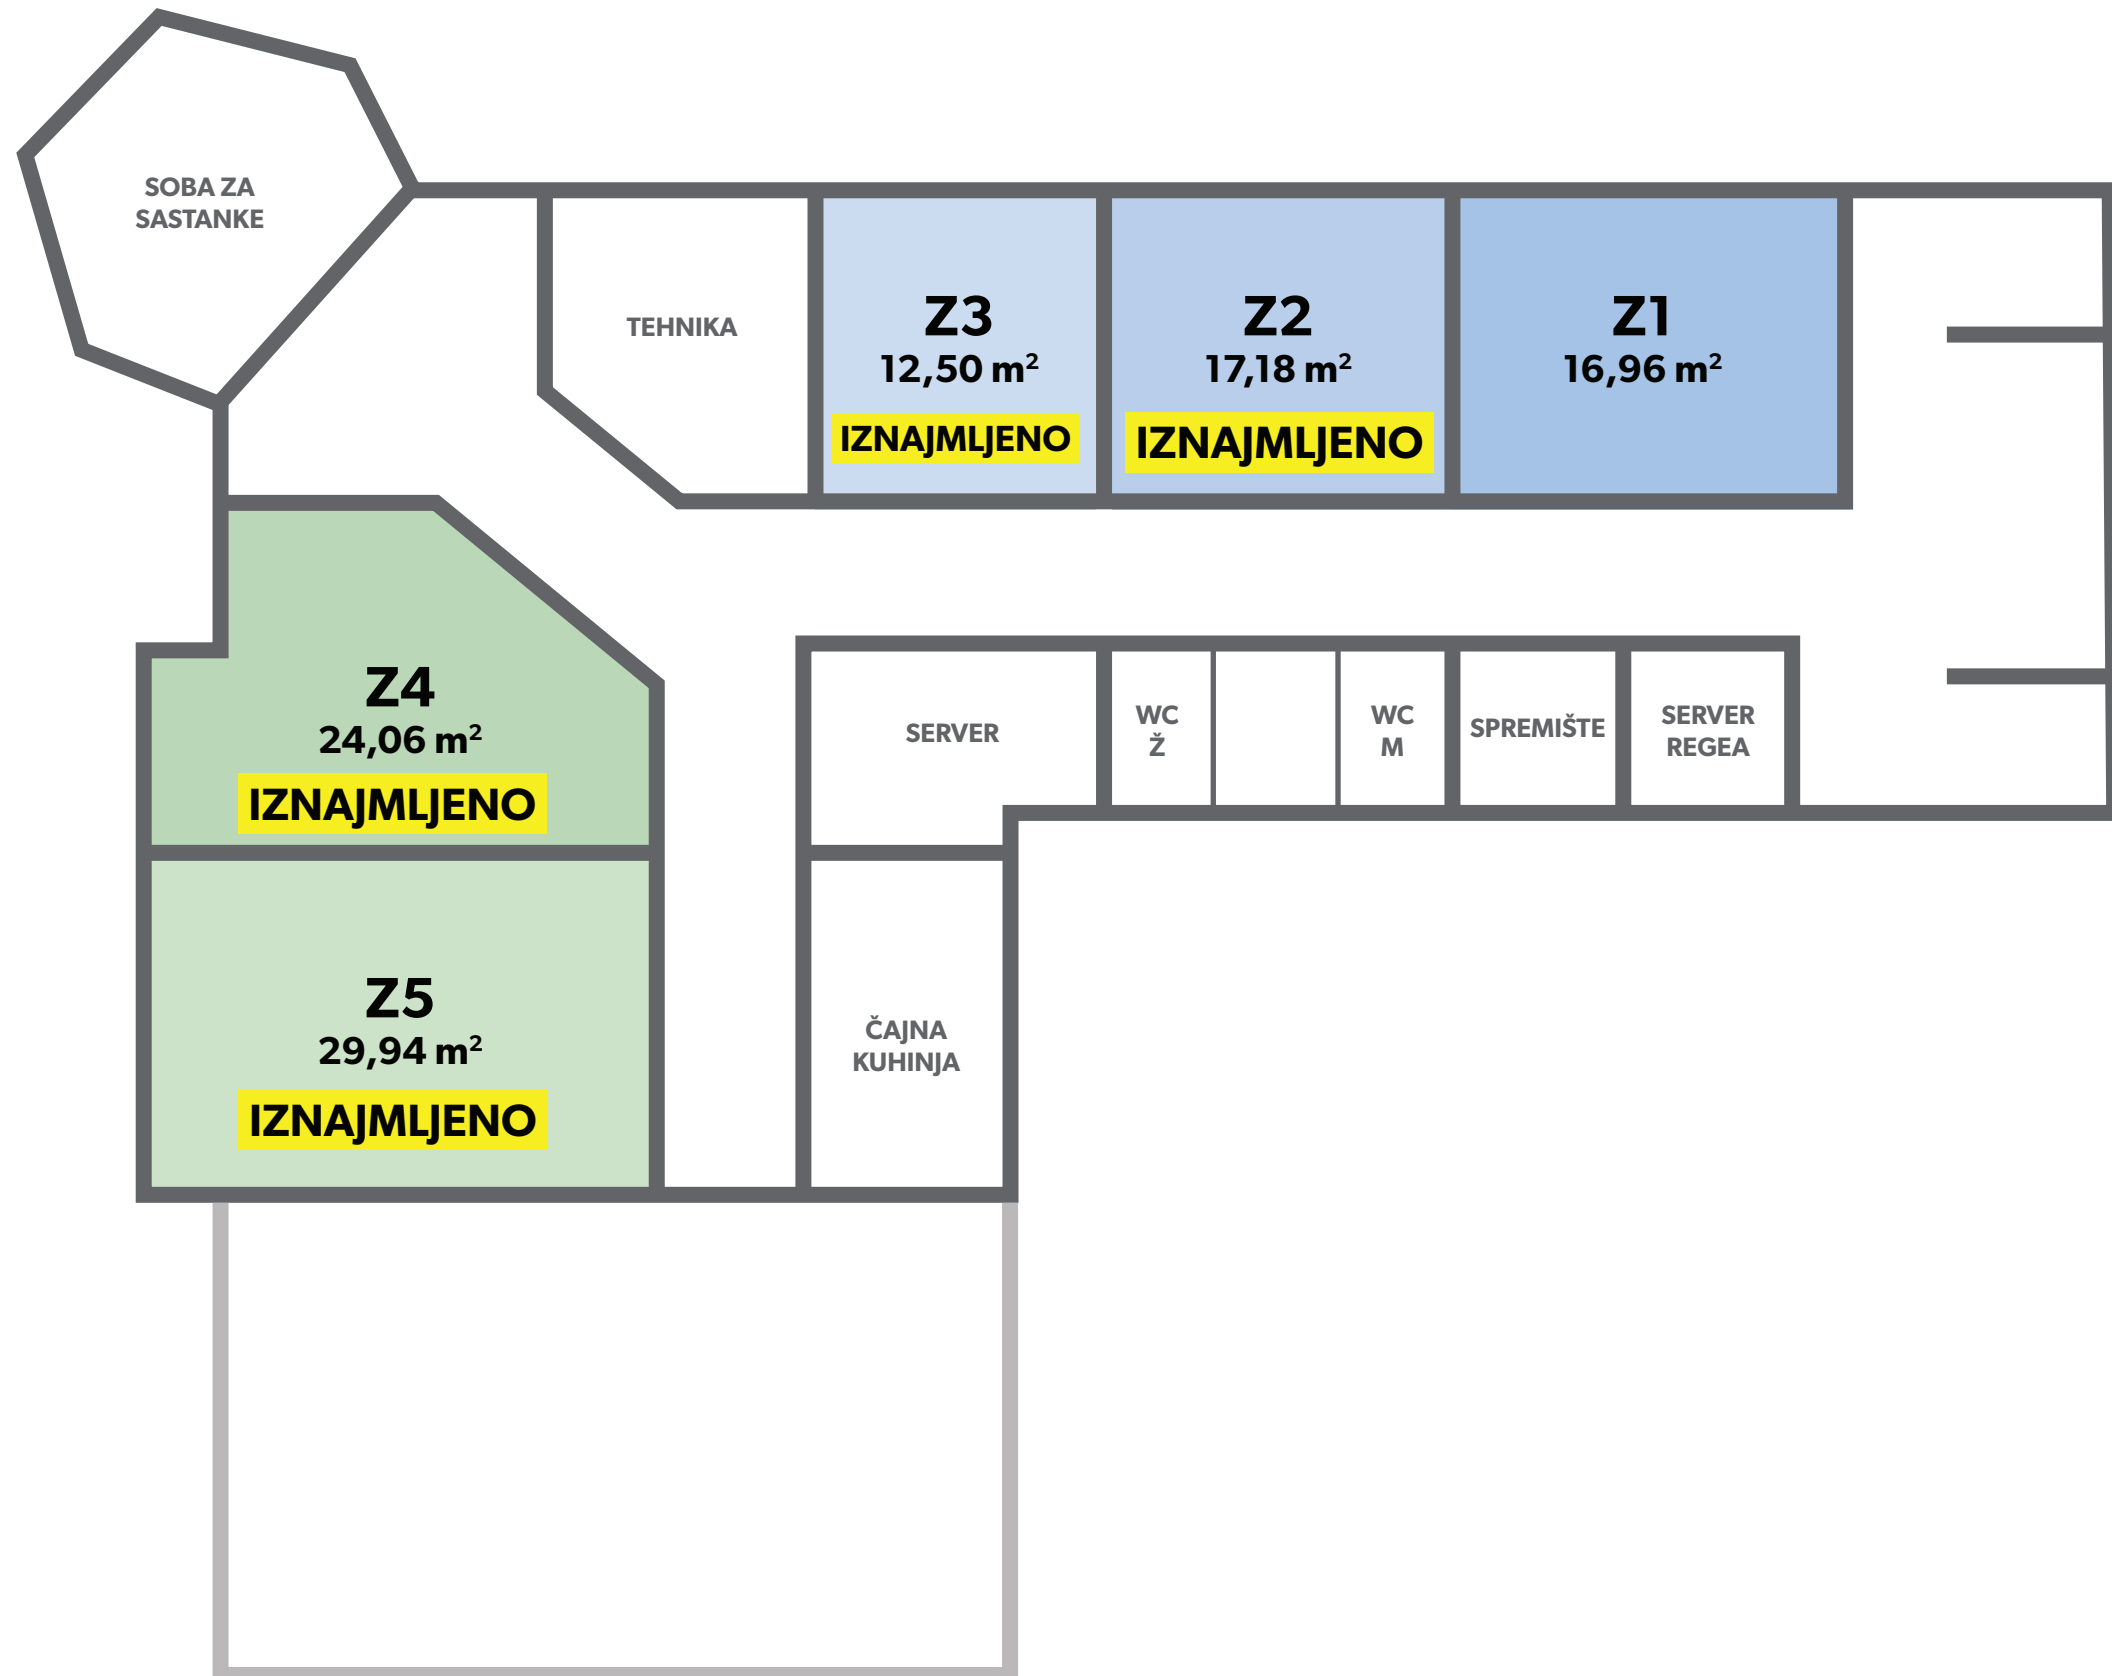 SOBA ZA
SASTANKE
TEHNIKA
Z3
12,50 m²
IZNAJMLJENO
Z2
17,18 m²
IZNAJMLJENO
Z1
16,96 m²
Z4
24,06 m²
IZNAJMLJENO
SERVER
WC
Ž
WC
M
SPREMIŠTE
SERVER
REGEA
Z5
29,94 m²
IZNAJMLJENO
ČAJNA
KUHINJA